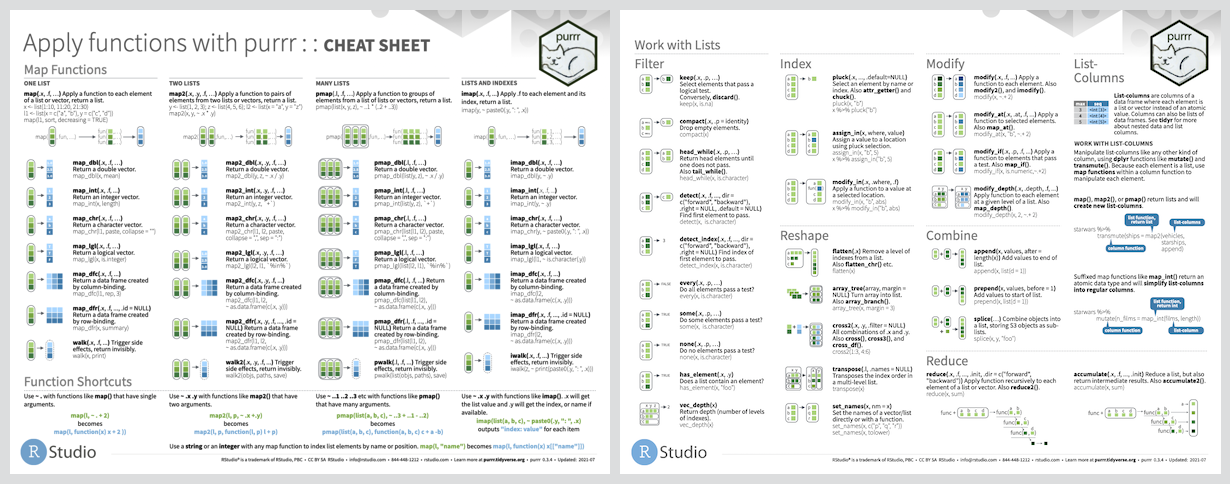 Apply functions with purrr : : CHEAT SHEET
purrr
Map Functions
ONE LIST
map(.x, .f, …) Apply a function to each element
of a list or vector, return a list.
x <- list(1:10, 11:20, 21:30)
l1 <- list(x = c("a", "b"), y = c("c", "d"))
map(l1, sort, decreasing = TRUE)
map_dbl(.x, .f, …)
Return a double vector.
map_dbl(x, mean)
map_int(.x, .f, …)
Return an integer vector.
map_int(x, length)
map_chr(.x, .f, …)
Return a character vector.
map_chr(l1, paste, collapse = "")
map_lgl(.x, .f, …)
Return a logical vector.
map_lgl(x, is.integer)
map_dfc(.x, .f, …)
Return a data frame created
by column-binding.
map_dfc(l1, rep, 3)
map_dfr(.x, .f, …, .id = NULL)
Return a data frame created
by row-binding.
map_dfr(x, summary)
walk(.x, .f, …) Trigger side
effects, return invisibly.
walk(x, print)
TWO LISTS
map2(.x, .y, .f, …) Apply a function to pairs of
elements from two lists or vectors, return a list.
y <- list(1, 2, 3); z <- list(4, 5, 6); l2 <- list(x = "a", y = "z")
map2(x, y, ~ .x * .y)
map2_dbl(.x, .y, .f, …)
Return a double vector.
map2_dbl(y, z, ~ .x / .y)
map2_int(.x, .y, .f, …)
Return an integer vector.
map2_int(y, z, `+`)
map2_chr(.x, .y, .f, …)
Return a character vector.
map2_chr(l1, l2, paste,
collapse = ",", sep = ":")
map2_lgl(.x, .y, .f, …)
Return a logical vector.
map2_lgl(l2, l1, `%in%`)
map2_dfc(.x, .y, .f, …)
Return a data frame created
by column-binding.
map2_dfc(l1, l2,
~ as.data.frame(c(.x, .y)))
map2_dfr(.x, .y, .f, …, .id =
NULL) Return a data frame
created by row-binding.
map2_dfr(l1, l2,
~ as.data.frame(c(.x, .y)))
walk2(.x, .y, .f, …) Trigger
side effects, return invisibly.
walk2(objs, paths, save)
MANY LISTS
pmap(.l, .f, …) Apply a function to groups of
elements from a list of lists or vectors, return a list.
pmap(list(x, y, z), ~ ..1 * (..2 + ..3))
pmap_dbl(.l, .f, …)
Return a double vector.
pmap_dbl(list(y, z), ~ .x / .y)
pmap_int(.l, .f, …)
Return an integer vector.
pmap_int(list(y, z), `+`)
pmap_chr(.l, .f, …)
Return a character vector.
pmap_chr(list(l1, l2), paste,
collapse = ",", sep = ":")
pmap_lgl(.l, .f, …)
Return a logical vector.
pmap_lgl(list(l2, l1), `%in%`)
pmap_dfc(.l, .f, …) Return
a data frame created by
column-binding.
pmap_dfc(list(l1, l2),
~ as.data.frame(c(.x, .y)))
pmap_dfr(.l, .f, …, .id =
NULL) Return a data frame
created by row-binding.
pmap_dfr(list(l1, l2),
~ as.data.frame(c(.x, .y)))
pwalk(.l, .f, …) Trigger side
effects, return invisibly.
pwalk(list(objs, paths), save)
LISTS AND INDEXES
imap(.x, .f, …) Apply .f to each element and its
index, return a list.
imap(y, ~ paste0(.y, ": ", .x))
imap_dbl(.x, .f, …)
Return a double vector.
imap_dbl(y, ~ .y)
imap_int(.x, .f, …)
Return an integer vector.
imap_int(y, ~ .y)
imap_chr(.x, .f, …)
Return a character vector.
imap_chr(y, ~ paste0(.y, ": ", .x))
imap_lgl(.x, .f, …)
Return a logical vector.
imap_lgl(l1, ~ is.character(.y))
imap_dfc(.x, .f, …)
Return a data frame created
by column-binding.
imap_dfc(l2,
~ as.data.frame(c(.x, .y)))
imap_dfr(.x, .f, …, .id = NULL)
Return a data frame created
by row-binding.
imap_dfr(l2,
~ as.data.frame(c(.x, .y)))
iwalk(.x, .f, …) Trigger side
effects, return invisibly.
iwalk(z, ~ print(paste0(.y, ": ", .x)))
Function Shortcuts
Use ~ . with functions like map() that have single
arguments.
map(l, ~ . + 2)
becomes
map(l, function(x) x + 2 ))
Use ~ .x .y with functions like map2() that have
two arguments.
map2(l, p, ~ .x +.y)
becomes
map2(l, p, function(l, p) l + p)
Use ~ ..1 ..2 ..3 etc with functions like pmap()
that have many arguments.
pmap(list(a, b, c), ~ ..3 + ..1 - ..2)
becomes
pmap(list(a, b, c), function(a, b, c) c + a -b)
Use ~ .x .y with functions like imap(). .x will get
the list value and .y will get the index, or name if
available.
imap(list(a, b, c), ~ paste0(.y, ": ", .x)
outputs "index: value" for each item
Use a string or an integer with any map function to index list elements by name or position. map(l, "name") becomes map(l, function(x) x[["name"]])
R Studio
RStudio® is a trademark of RStudio, PBC • CC BY SA RStudio • info@rstudio.com • 844-448-1212 • rstudio.com • Learn more at purrr.tidyverse.org • purrr 0.3.4 • Updated: 2021-07
purrr
Work with Lists
Filter
keep(.x, .p, …)
Select elements that pass a
logical test.
Conversely, discard().
keep(x, is.na)
compact(.x, .p = identity)
Drop empty elements.
compact(x)
head_while(.x, .p, …)
Return head elements until
one does not pass.
Also tail_while().
head_while(x, is.character)
detect(.x, .f, …, dir =
c("forward", "backward"),
.right = NULL, .default = NULL)
Find first element to pass.
detect(x, is.character)
detect_index(.x, .f, …, dir =
c("forward", "backward"),
.right = NULL) Find index of
first element to pass.
detect_index(x, is.character)
every(.x, .p, …)
Do all elements pass a test?
every(x, is.character)
some(.x, .p, …)
Do some elements pass a test?
some(x, is.character)
none(.x, .p, …)
Do no elements pass a test?
none(x, is.character)
has_element(.x, .y)
Does a list contain an element?
has_element(x, "foo")
vec_depth(x)
Return depth (number of levels
of indexes).
vec_depth(x)
Index
pluck(.x, …, .default=NULL)
Select an element by name or
index. Also attr_getter() and
chuck().
pluck(x, "b")
x %>% pluck("b")
assign_in(x, where, value)
Assign a value to a location
using pluck selection.
assign_in(x, "b", 5)
x %>% assign_in("b", 5)
modify_in(.x, .where, .f)
Apply a function to a value at
a selected location.
modify_in(x, "b", abs)
x %>% modify_in("b", abs)
Reshape
flatten(.x) Remove a level of
indexes from a list.
Also flatten_chr() etc.
flatten(x)
array_tree(array, margin =
NULL) Turn array into list.
Also array_branch().
array_tree(x, margin = 3)
cross2(.x, .y, .filter = NULL)
All combinations of .x and .y.
Also cross(), cross3(), and
cross_df().
cross2(1:3, 4:6)
transpose(.l, .names = NULL)
Transposes the index order in
a multi-level list.
transpose(x)
set_names(x, nm = x)
Set the names of a vector/list
directly or with a function.
set_names(x, c("p", "q", "r"))
set_names(x, tolower)
Modify
modify(.x, .f, …) Apply a
function to each element. Also
modify2(), and imodify().
modify(x, ~.+ 2)
modify_at(.x, .at, .f, …) Apply a
function to selected elements.
Also map_at().
modify_at(x, "b", ~.+ 2)
modify_if(.x, .p, .f, …) Apply a
function to elements that pass
a test. Also map_if().
modify_if(x, is.numeric,~.+2)
modify_depth(.x, .depth, .f, …)
Apply function to each element
at a given level of a list. Also
map_depth().
modify_depth(x, 2, ~.+ 2)
Combine
append(x, values, after =
length(x)) Add values to end of
list.
append(x, list(d = 1))
prepend(x, values, before = 1)
Add values to start of list.
prepend(x, list(d = 1))
splice(…) Combine objects into
a list, storing S3 objects as sub-
lists.
splice(x, y, "foo")
Reduce
reduce(.x, .f, …, .init, .dir = c("forward",
"backward")) Apply function recursively to each
element of a list or vector. Also reduce2().
reduce(x, sum)
accumulate(.x, .f, …, .init) Reduce a list, but also
return intermediate results. Also accumulate2().
accumulate(x, sum)
List-
Columns
List-columns are columns of a
data frame where each element is
a list or vector instead of an atomic
value. Columns can also be lists of
data frames. See tidyr for more
about nested data and list
columns.
WORK WITH LIST-COLUMNS
Manipulate list-columns like any other kind of
column, using dplyr functions like mutate() and
transmute(). Because each element is a list, use
map functions within a column function to
manipulate each element.
map(), map2(), or pmap() return lists and will
create new list-columns.
list function,
return list
list-columns
starwars %>%
transmute(ships = map2(vehicles,
starships,
append)
column function
Suffixed map functions like map_int() return an
atomic data type and will simplify list-columns
into regular columns.
list function,
return int
starwars %>%
mutate(n_films = map_int(films, length))
column function
list-columns
R Studio
RStudio® is a trademark of RStudio, PBC • CC BY SA RStudio • info@rstudio.com • 844-448-1212 • rstudio.com • Learn more at purrr.tidyverse.org • purrr 0.3.4 • Updated: 2021-07